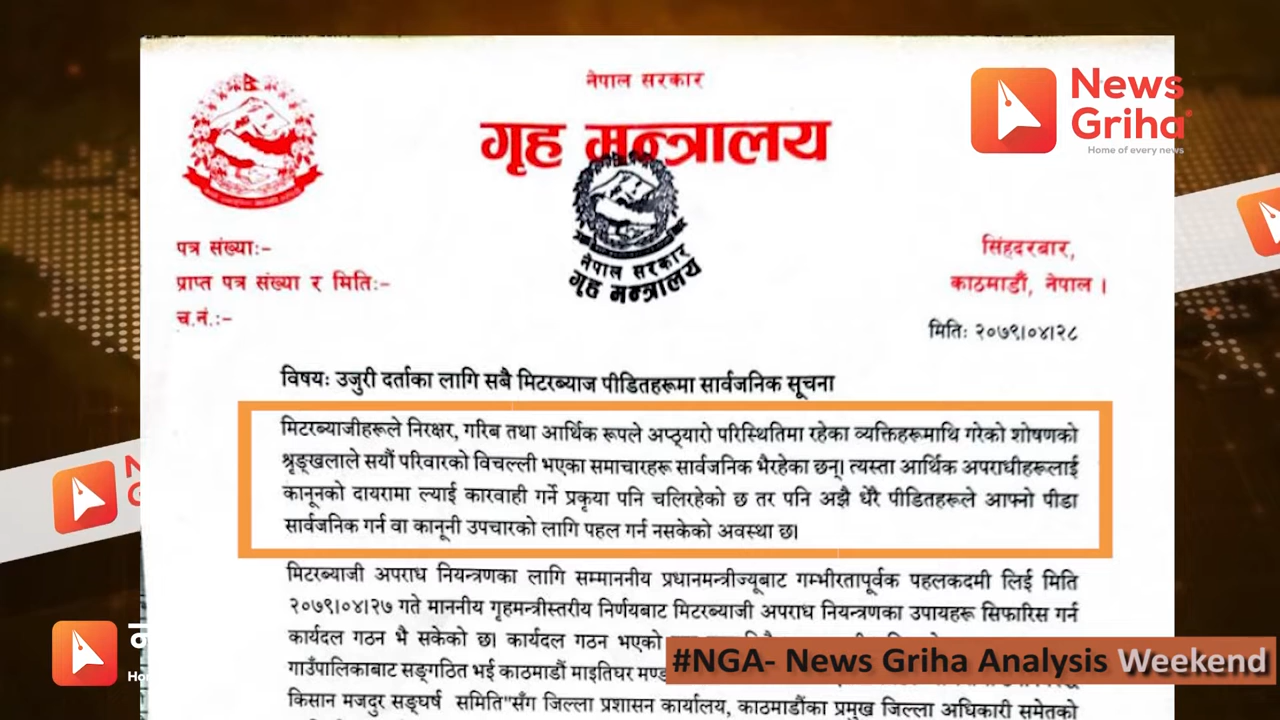 नेपाल सरकार
गृह मन्त्रालय
News
Griha
Home of every news
नेपाल सरकार
गृह मन्त्रालय
पत्र संख्याः-
प्राप्त पत्र संख्या र मितिः-
च.नं.:-
सिंहदरबार,
काठमाडौं, नेपाल ।
मितिः २०७९।०४।२८
विषयः उजुरी दर्ताका लागि सबै मिटरब्याज पीडितहरूमा सार्वजनिक सूचना
मिटरब्याजीहरूले निरक्षर, गरिब तथा आर्थिक रूपले अप्ठ्यारो परिस्थितिमा रहेका व्यक्तिहरूमाथि गरेको शोषणको
श्रृङ्खलाले सयौं परिवारको विचल्ली भएका समाचारहरू सार्वजनिक भैरहेका छन्। त्यस्ता आर्थिक अपराधीहरूलाई
कानूनको दायरामा ल्याई कारवाही गर्ने प्रकृया पनि चलिरहेको छ तर पनि अझै धेरै पीडितहरूले आफ्नो पीडा
सार्वजनिक गर्न वा कानूनी उपचारको लागि पहल गर्न नसकेको अवस्था छ।
मिटरब्याजी अपराध नियन्त्रणका लागि सम्माननीय प्रधानमन्त्रीज्यूबाट गम्भीरतापूर्वक पहलकदमी लिई मिति
२०७९।०४।२७ गते माननीय गृहमन्त्रीस्तरीय निर्णयबाट मिटरब्याजी अपराध नियन्त्रणका उपायहरू सिफारिस गर्न
कार्यदल गठन भै सकेको छ। कार्यदल गठन भएको
गाउँपालिकाबाट सङ्गठित भई काठमाडौं माइतिघर
किसान मजदुर सङ्घर्ष समिति"सँग जिल्ला प्रशासन कार्यालय, काठमाडौंका प्रमुख जिल्ला अधिकारी समेतको
#NGA- News Griha Analysis Weekend